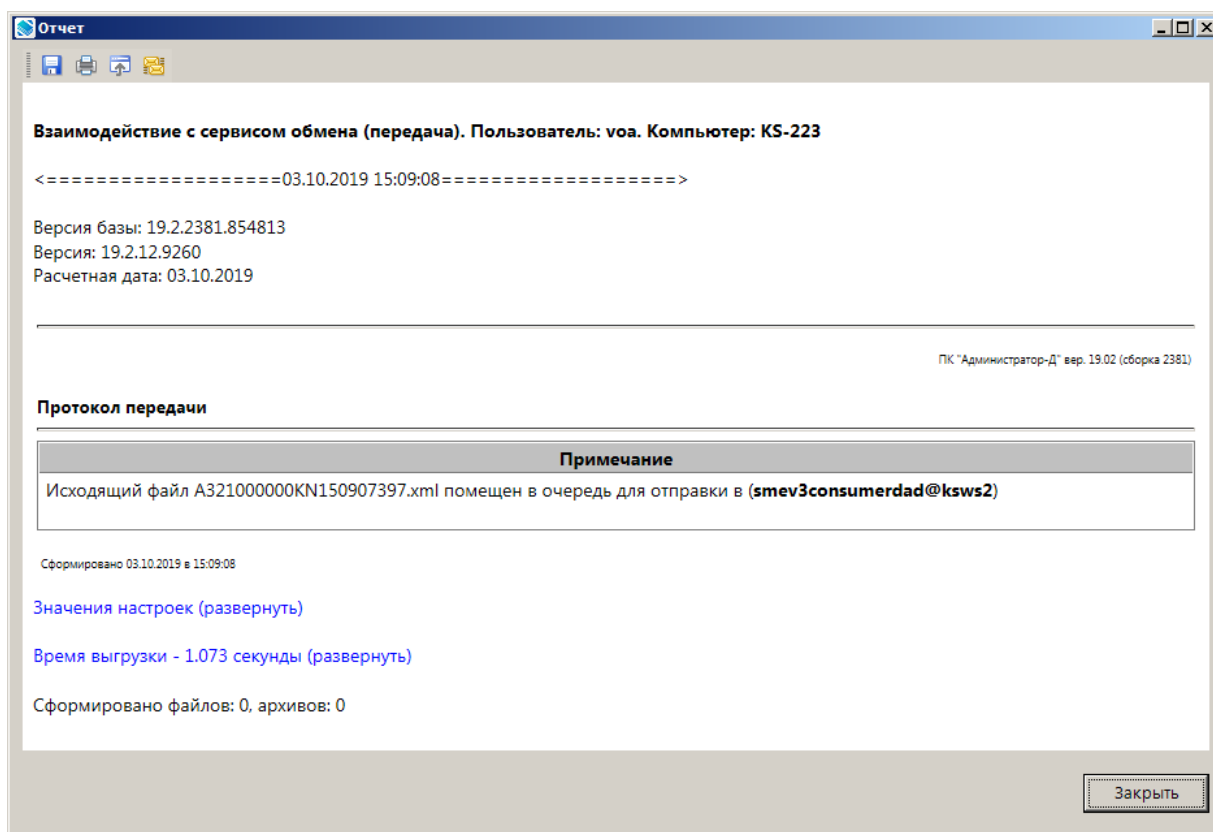 Отчет
Взаимодействие с сервисом обмена (передача). Пользователь: voa. Компьютер: KS-223
<===================03.10.2019 15:09:08===================>
Версия базы: 19.2.2381.854813
Версия: 19.2.12.9260
Расчетная дата: 03.10.2019
ПК "Администратор-Д" вер. 19.02 (сборка 2381)
Протокол передачи
Примечание
Исходящий файл A321000000KN150907397.xml помещен в очередь для отправки в (smev3consumerdad@ksws2)
Сформировано 03.10.2019 в 15:09:08
Значения настроек (развернуть)
Время выгрузки - 1.073 секунды (развернуть)
Сформировано файлов: 0, архивов: 0
Закрыть